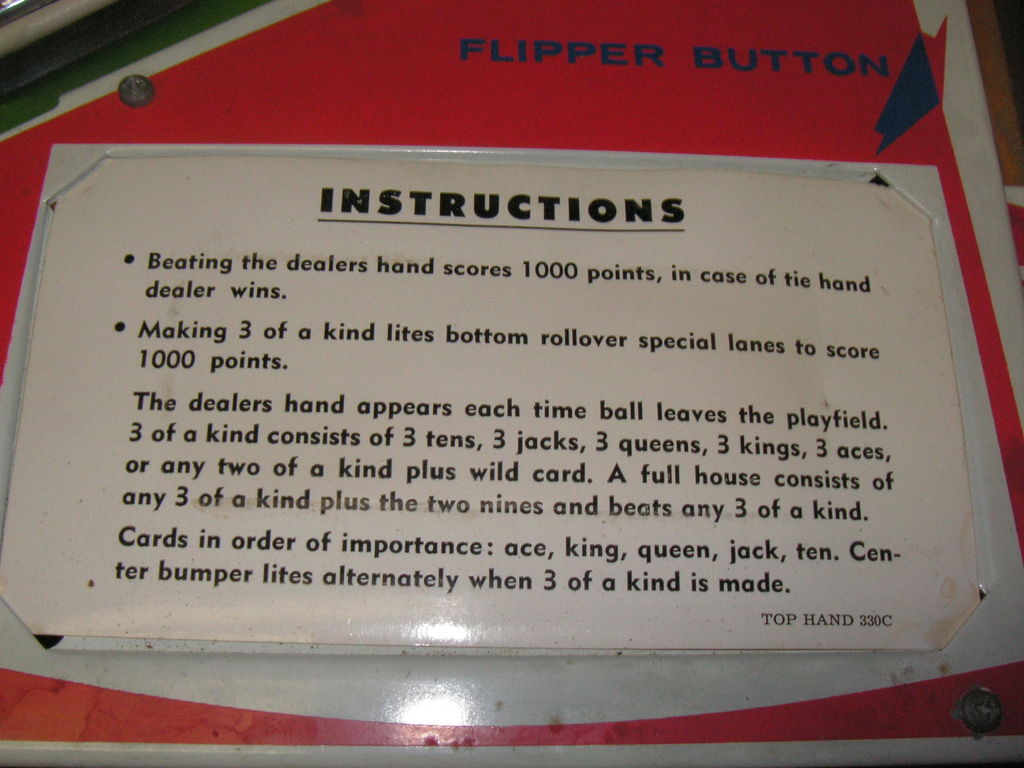 FLIPPER BUTTON
INSTRUCTIONS
• Beating the dealers hand scores 1000 points, in case of tie hand
dealer wins.
• Making 3 of a kind lites bottom rollover special lanes to score
1000 points.
The dealers hand appears each time ball leaves the playfield.
3 of a kind consists of 3 tens, 3 jacks, 3 queens, 3 kings, 3 aces,
or any two of a kind plus wild card. A full house consists of
any 3 of a kind plus the two nines and beats any 3 of a kind.
Cards in order of importance: ace, king, queen, jack, ten. Cen-
ter bumper lites alternately when 3 of a kind is made.
TOP HAND 330C